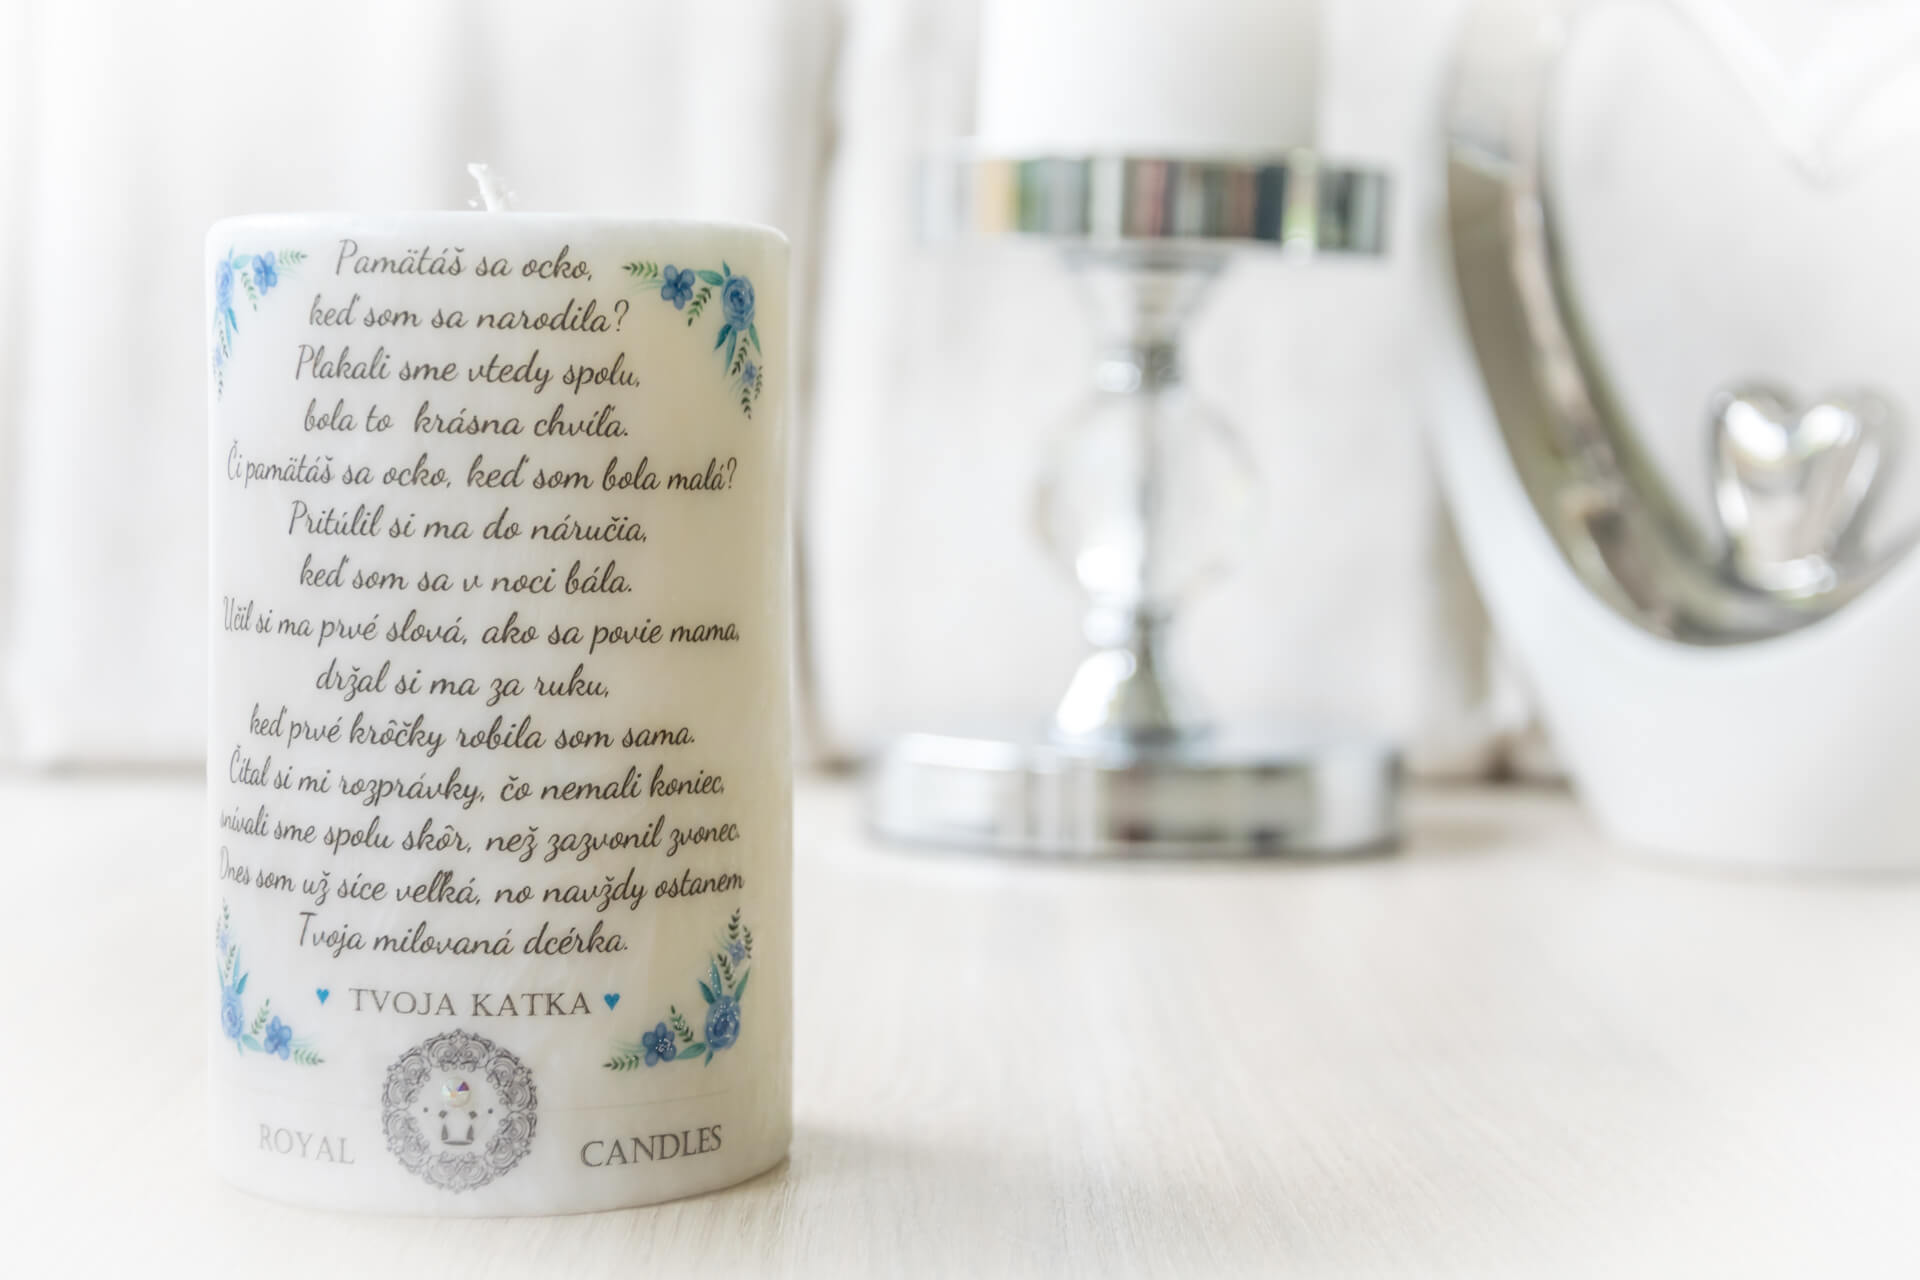 Pamätáš sa ocko,
keď som sa narodila?
Plakali sme vtedy spolu,
bola to krásna chvíľa.
Či pamätáš sa ocko, keď som bola malá?
Pritúlil si ma do náručia,
keď som sa v noci bála.
Učil si ma prvé slová, ako sa povie mama,
držal si ma za ruku,
keď prvé krôčky robila som sama.
Čítal si mi rozprávky, čo nemali koniec,
snívali sme spolu skôr, než zazvonil zvonec.
Dnes som už síce veľká, no navždy ostanem
Tvoja milovaná dcérka.
♥ TVOJA KATKA ♥
ROYAL CANDLES